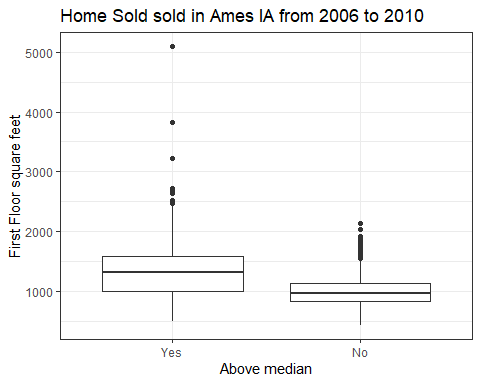 Home Sold sold in Ames IA from 2006 to 2010
5000
4000
3000
2000
1000
First Floor square feet
Yes
No
Above median